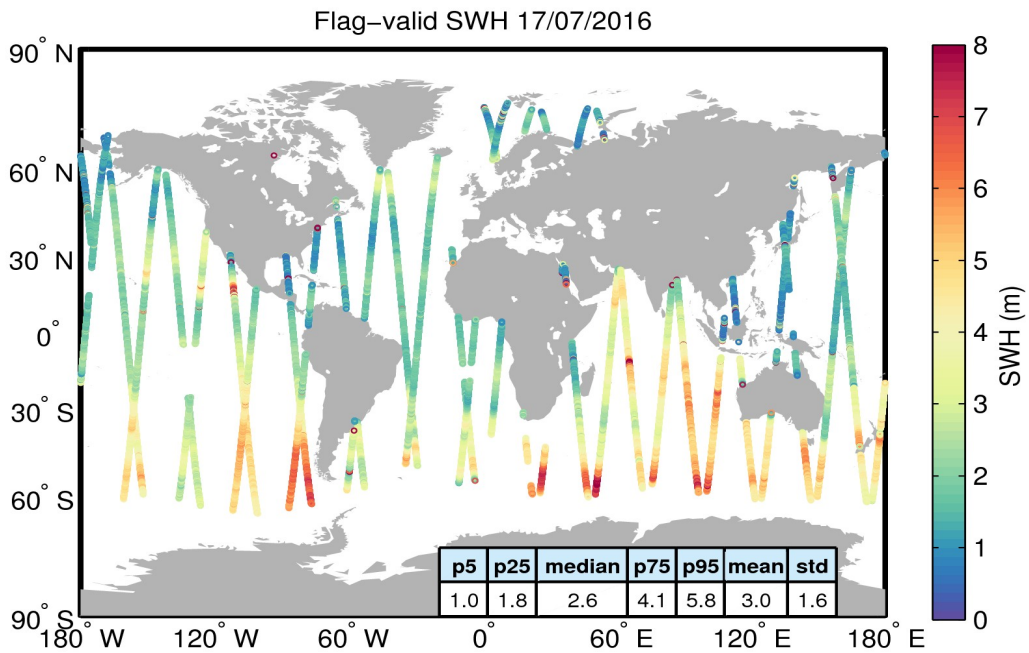 Flag−valid SWH 17/07/2016
90° N
60° N
30° N
0°
30° S
60° S
90° S
180° W
120° W
60° W
0°
60° E
120° E
180° E
p5 p25 median p75 p95 mean std
1.0 1.8 2.6 4.1 5.8 3.0 1.6
8
7
6
5
4
3
2
1
0
SWH (m)